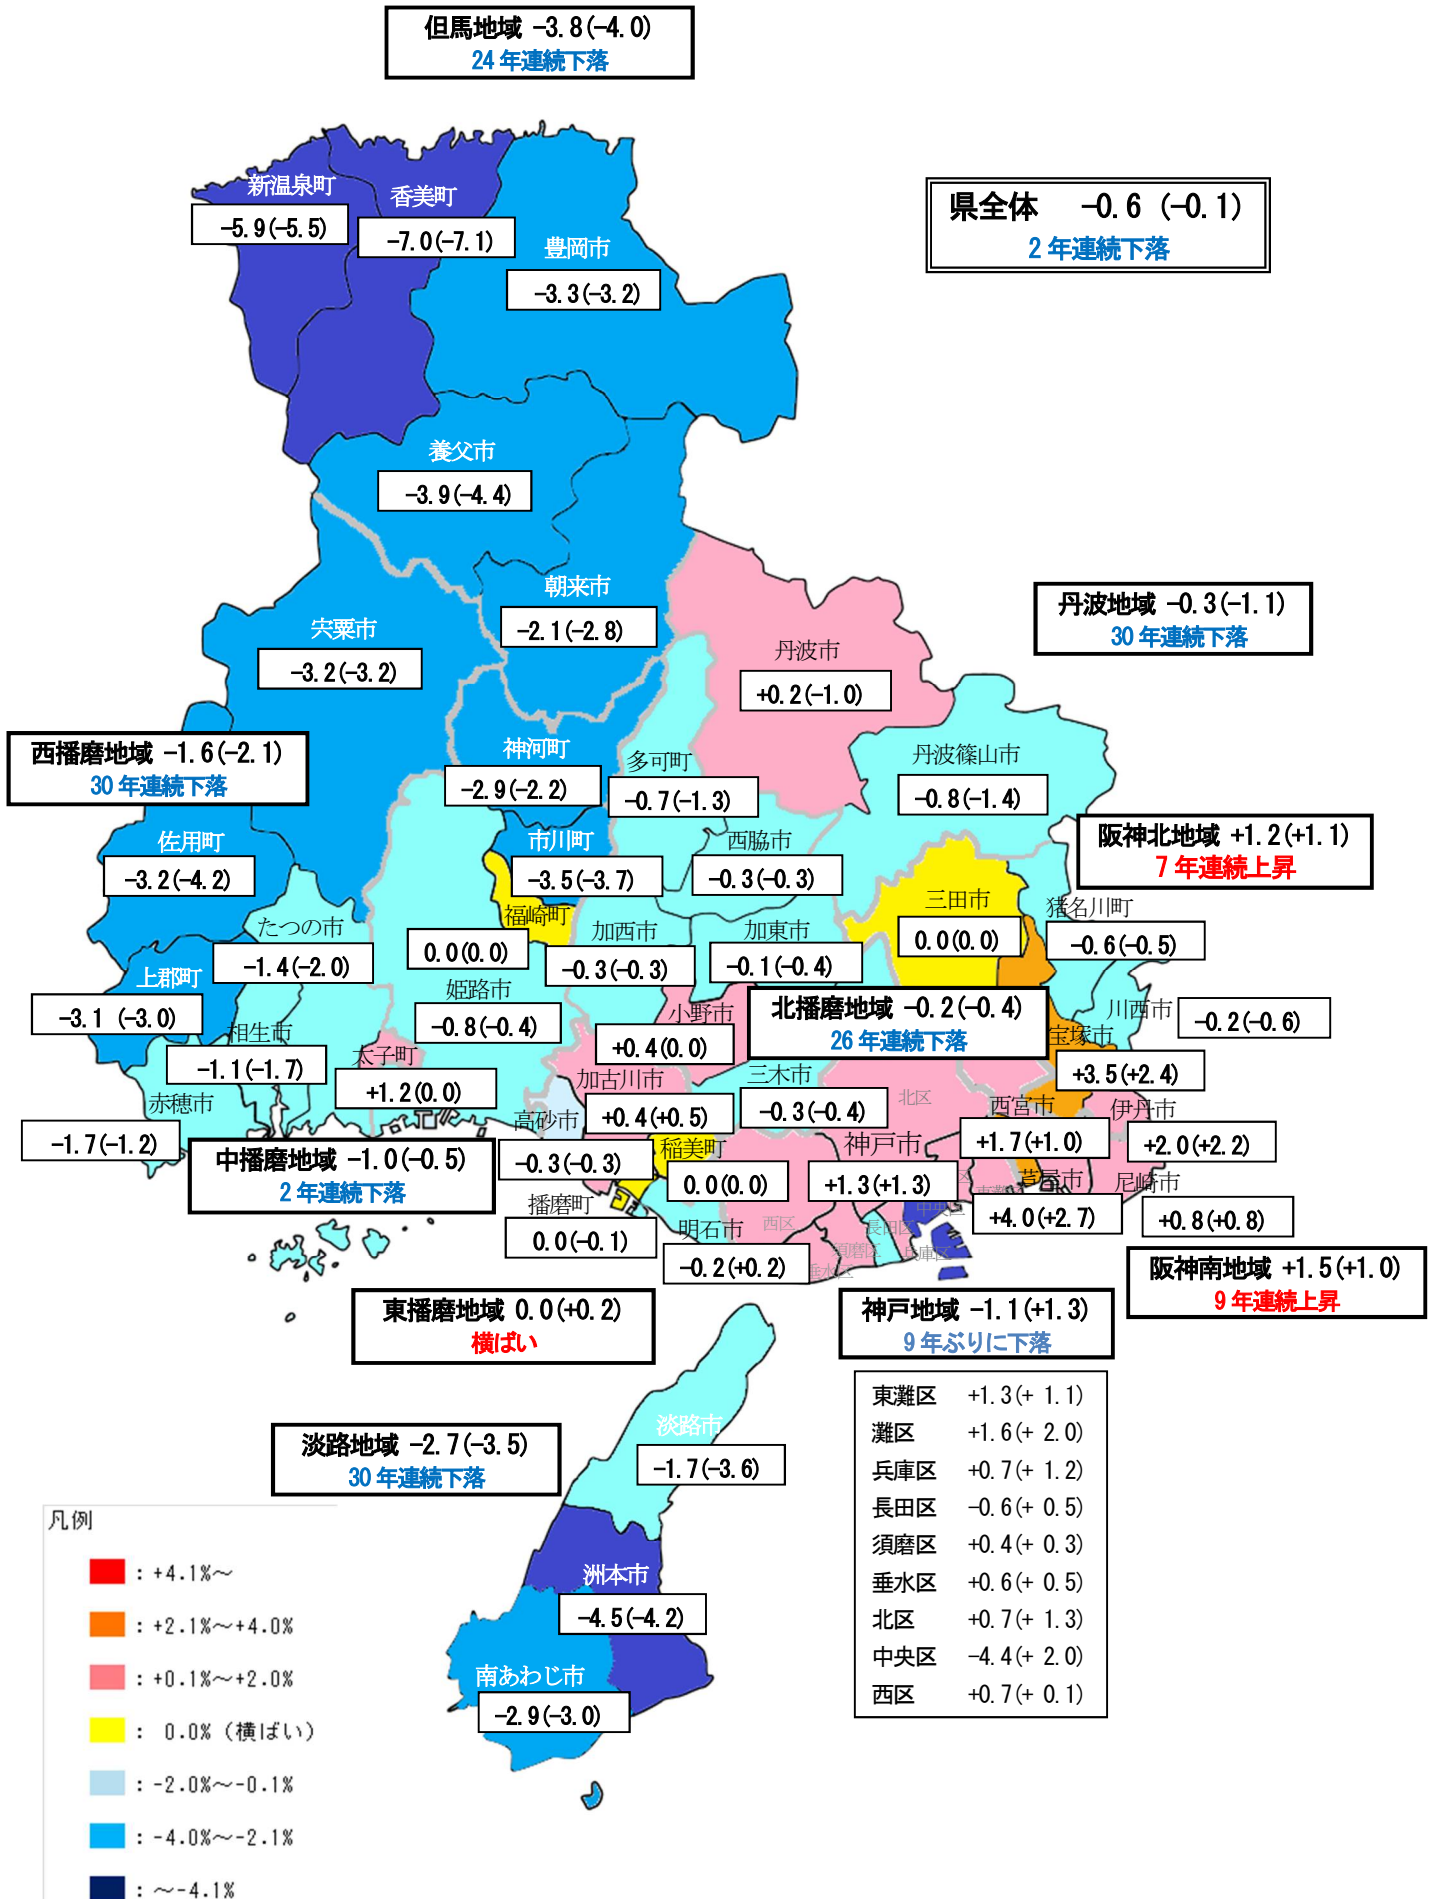 但馬地域 -3.8(-4.0)
24年連続下落
新温泉町
-5.9(-5.5)
香美町
-7.0(-7.1)
豊岡市
-3.3(-3.2)
県全体 -0.6 (-0.1)
2年連続下落
養父市
-3.9(-4.4)
朝来市
-2.1(-2.8)
宍粟市
-3.2(-3.2)
丹波地域 -0.3(-1.1)
30年連続下落
丹波市
+0.2(-1.0)
西播磨地域 -1.6(-2.1)
30年連続下落
神河町
-2.9(-2.2)
多可町
-0.7(-1.3)
丹波篠山市
-0.8(-1.4)
佐用町
-3.2(-4.2)
市川町
-3.5(-3.7)
西脇市
-0.3(-0.3)
阪神北地域 +1.2(+1.1)
7年連続上昇
三田市
0.0(0.0)
猪名川町
-0.6(-0.5)
たつの市
-1.4(-2.0)
福崎町
0.0(0.0)
加西市
-0.3(-0.3)
加東市
-0.1(-0.4)
上郡町
-3.1 (-3.0)
姫路市
-0.8(-0.4)
小野市
+0.4(0.0)
北播磨地域 -0.2(-0.4)
26年連続下落
川西市
-0.2(-0.6)
宝塚市
+3.5(+2.4)
相生市
-1.1(-1.7)
太子町
+1.2(0.0)
加古川市
+0.4(+0.5)
三木市
-0.3(-0.4)
北区
西宮市
+1.7(+1.0)
伊丹市
+2.0(+2.2)
赤穂市
-1.7(-1.2)
中播磨地域 -1.0(-0.5)
2年連続下落
高砂市
-0.3(-0.3)
稲美町
0.0(0.0)
神戸市
+1.3(+1.3)
芦屋市
+4.0(+2.7)
尼崎市
+0.8(+0.8)
播磨町
0.0(-0.1)
明石市
-0.2(+0.2)
西区
須磨区
垂水区
長田区
兵庫区
中央区
阪神南地域 +1.5(+1.0)
9年連続上昇
東播磨地域 0.0(+0.2)
横ばい
神戸地域 -1.1(+1.3)
9年ぶりに下落
東灘区 +1.3(+ 1.1)
灘区 +1.6(+ 2.0)
兵庫区 +0.7(+ 1.2)
長田区 -0.6(+ 0.5)
須磨区 +0.4(+ 0.3)
垂水区 +0.6(+ 0.5)
北区 +0.7(+ 1.3)
中央区 -4.4(+ 2.0)
西区 +0.7(+ 0.1)
淡路地域 -2.7(-3.5)
30年連続下落
淡路市
-1.7(-3.6)
洲本市
-4.5(-4.2)
南あわじ市
-2.9(-3.0)
凡例
：+4.1%～
：+2.1%～+4.0%
：+0.1%～+2.0%
： 0.0%（横ばい）
：-2.0%～-0.1%
：-4.0%～-2.1%
：～-4.1%